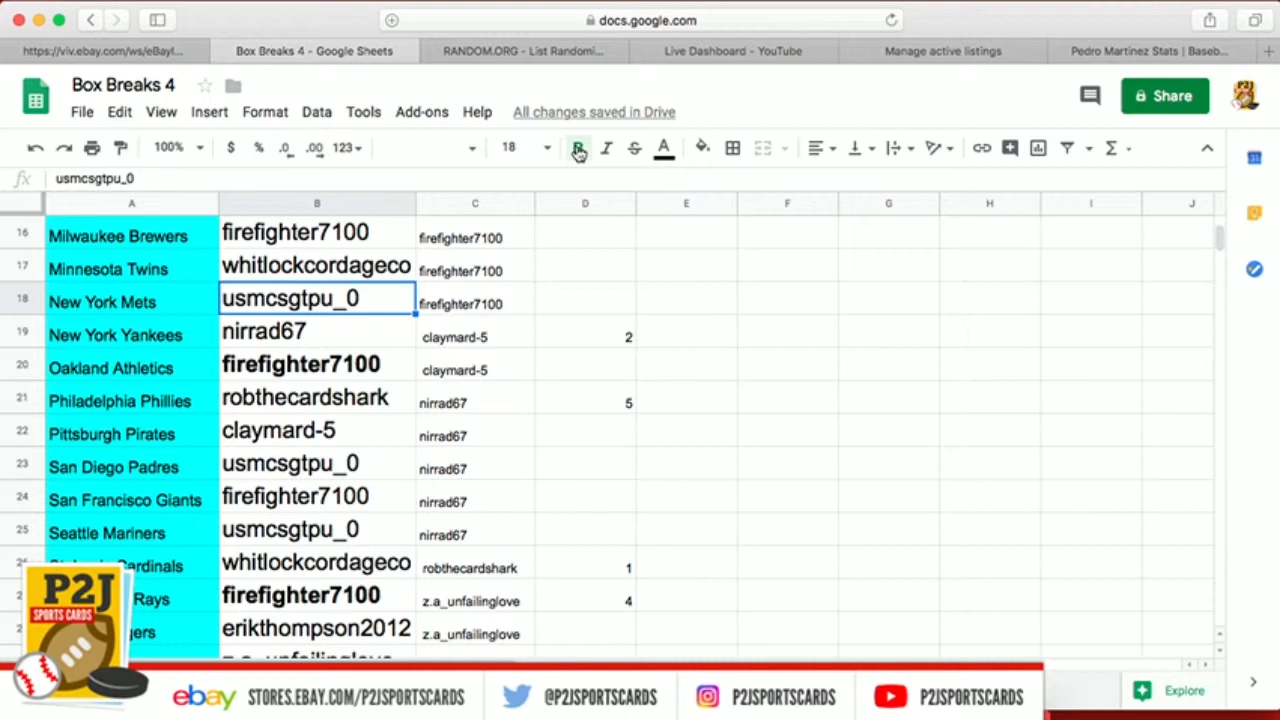 docs.google.com
https://viv.ebay.com/ws/eBayI...
Box Breaks 4 - Google Sheets
RANDOM.ORG - List Randomi...
Live Dashboard - YouTube
Manage active listings
Pedro Martinez Stats | Baseb...
Box Breaks 4
File Edit View Insert Format Data Tools Add-ons Help All changes saved in Drive
Share
100% $ % .0 .00 123 18 B I S A
fx usmcsgtpu_0
A B C D E F G H I J
16 Milwaukee Brewers firefighter7100 firefighter7100
17 Minnesota Twins whitlockcordageco firefighter7100
18 New York Mets usmcsgtpu_0 firefighter7100
19 New York Yankees nirrad67 claymard-5 2
20 Oakland Athletics firefighter7100 claymard-5
21 Philadelphia Phillies robthecardshark nirrad67 5
22 Pittsburgh Pirates claymard-5 nirrad67
23 San Diego Padres usmcsgtpu_0 nirrad67
24 San Francisco Giants firefighter7100 nirrad67
25 Seattle Mariners usmcsgtpu_0 nirrad67
Cardinals whitlockcordageco robthecardshark 1
Rays firefighter7100 z.a_unfailinglove 4
erikthompson2012 z.a_unfailinglove
P2J
SPORTS CARDS
ebay STORES.EBAY.COM/P2JSPORTSCARDS @P2JSPORTSCARDS P2JSPORTSCARDS P2JSPORTSCARDS
Explore